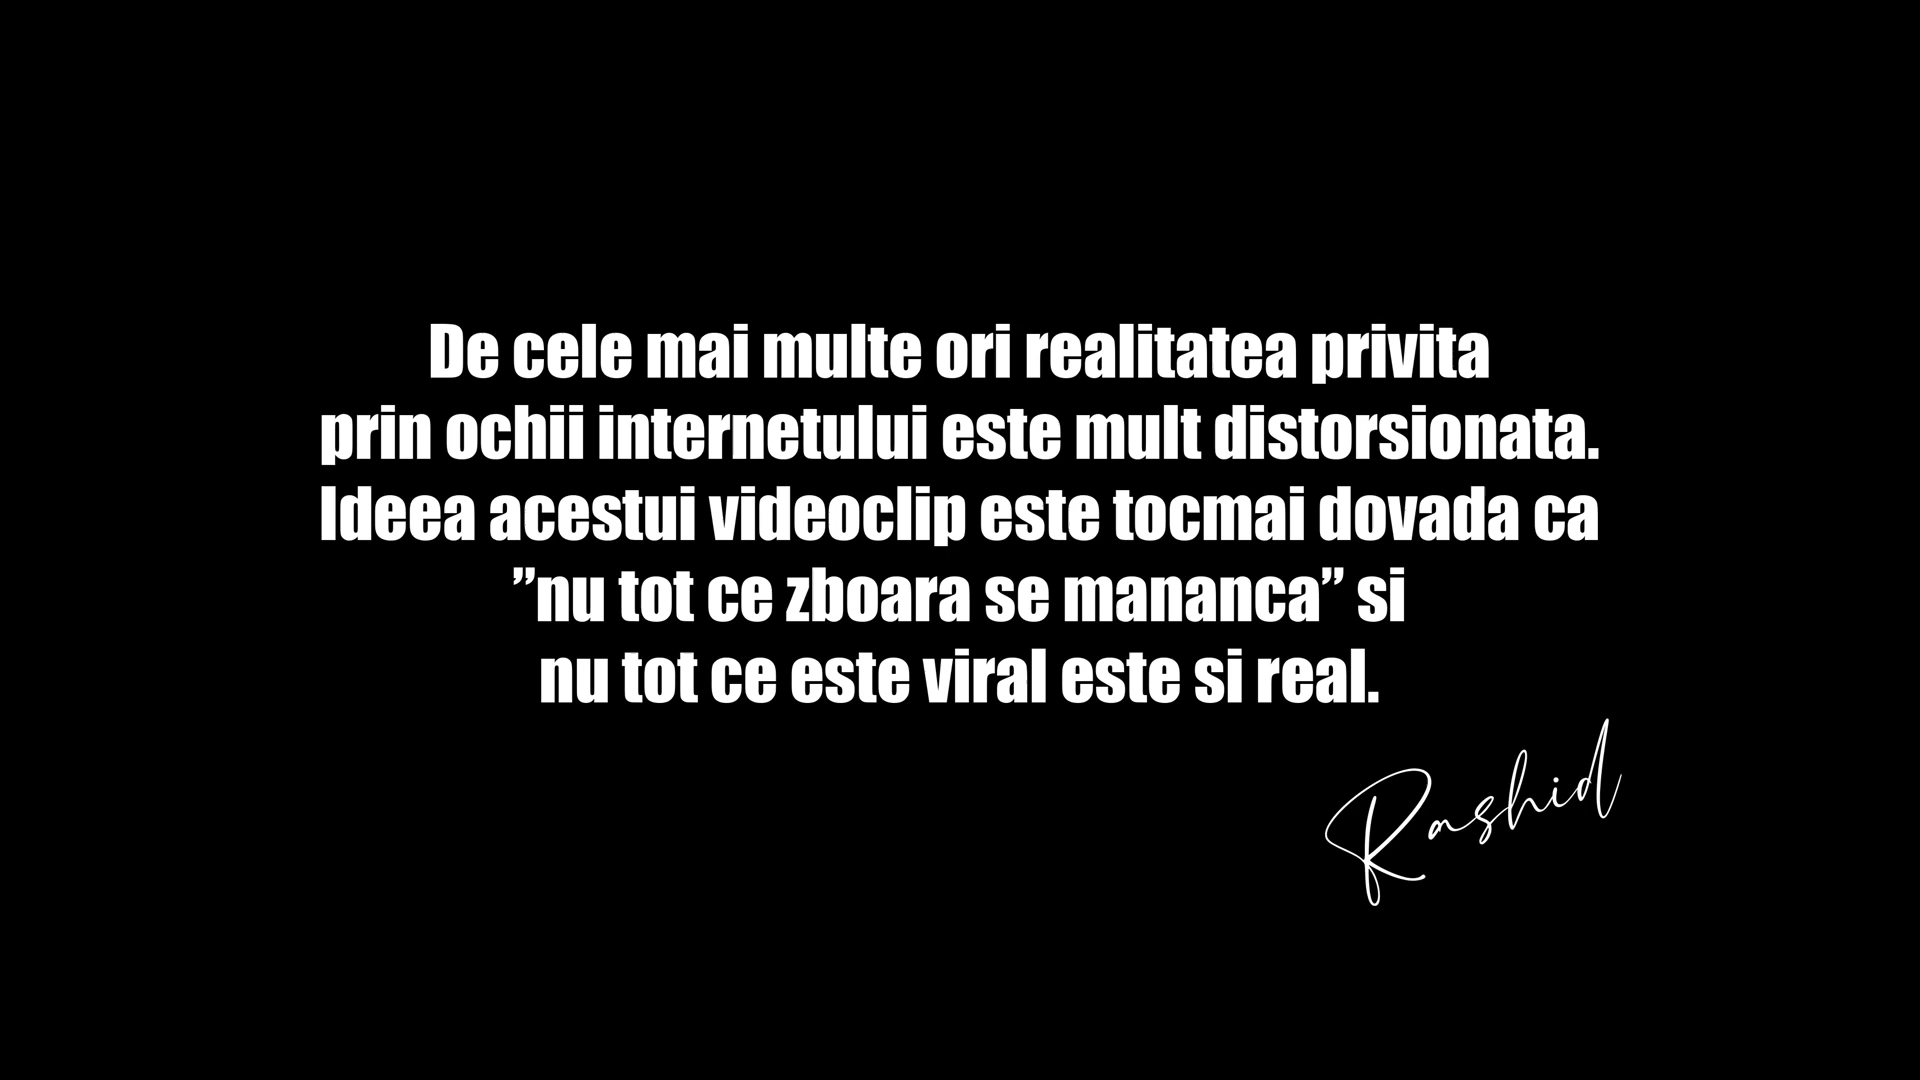 De cele mai multe ori realitatea privita
prin ochii internetului este mult distorsionata.
Ideea acestui videoclip este tocmai dovada ca
”nu tot ce zboara se mananca” si
nu tot ce este viral este si real.
Rashid